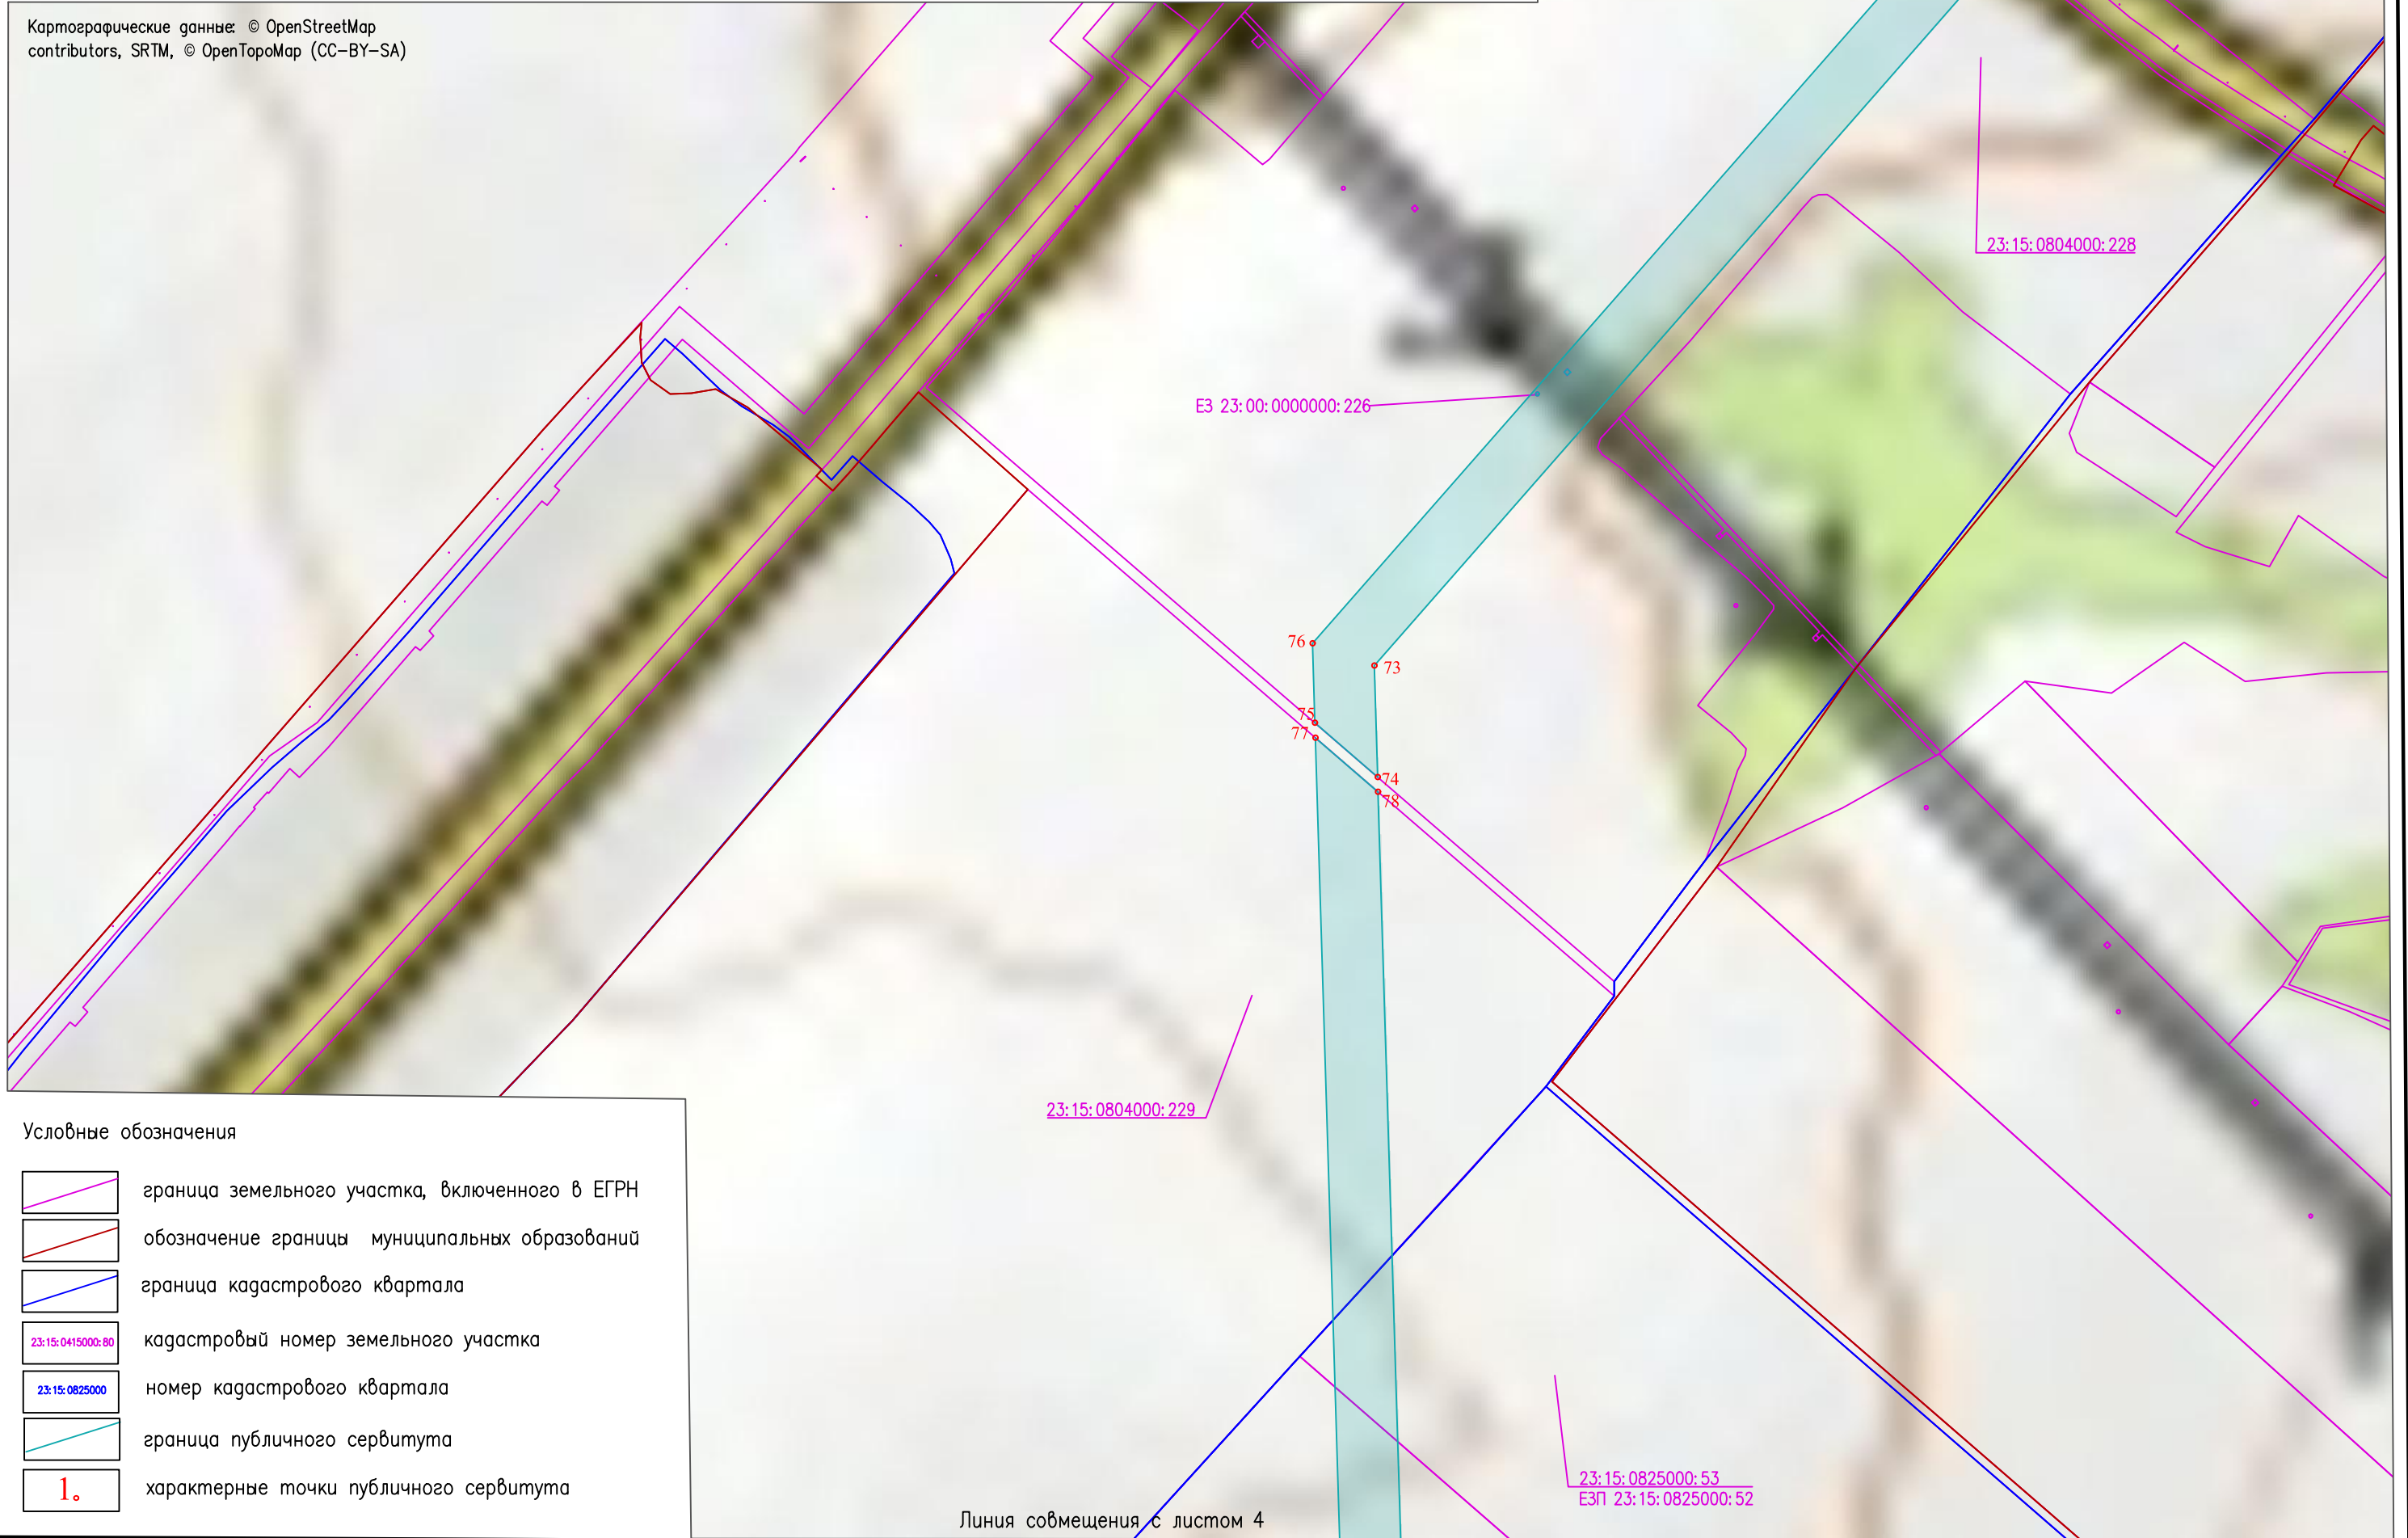 Картографические данные: © OpenStreetMap
contributors, SRTM, © OpenTopoMap (CC-BY-SA)
23:15:0804000:228
ЕЗ 23:00:0000000:226
76
73
75
77
74
78
23:15:0804000:229
Условные обозначения
граница земельного участка, включенного в ЕГРН
обозначение границы муниципальных образований
граница кадастрового квартала
23:15:0415000:80 кадастровый номер земельного участка
23:15:0825000 номер кадастрового квартала
граница публичного сервитута
1. характерные точки публичного сервитута
23:15:0825000:53
ЕЗП 23:15:0825000:52
Линия совмещения с листом 4